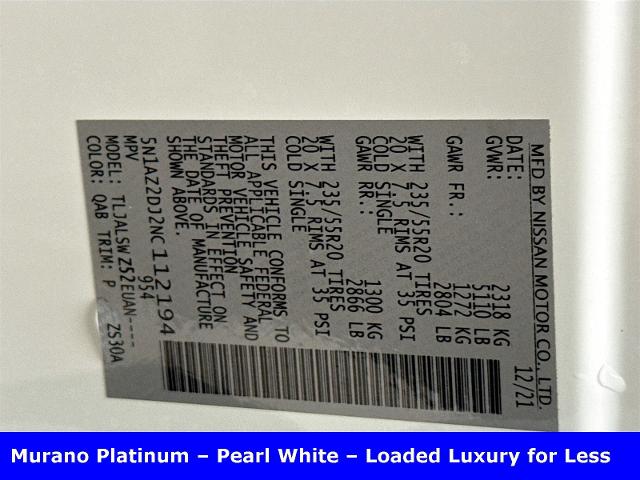 MFD BY NISSAN MOTOR CO., LTD.
DATE: 12/21
GVWR: 2318 KG
5110 LB
GAWR FR.: 1272 KG
2804 LB
WITH 235/55R20 TIRES
20 X 7.5 RIMS AT 35 PSI
COLD SINGLE
GAWR RR.: 1300 KG
2866 LB
WITH 235/55R20 TIRES
20 X 7.5 RIMS AT 35 PSI
COLD SINGLE
THIS VEHICLE CONFORMS TO
ALL APPLICABLE FEDERAL
MOTOR VEHICLE SAFETY AND
THEFT PREVENTION
STANDARDS IN EFFECT ON
THE DATE OF MANUFACTURE
SHOWN ABOVE.
5N1AZ2DJ2NC112194
MPV 954
MODEL: TLJALSWZ52EUAN----
COLOR: QAB TRIM: P ZS30A
Murano Platinum – Pearl White – Loaded Luxury for Less